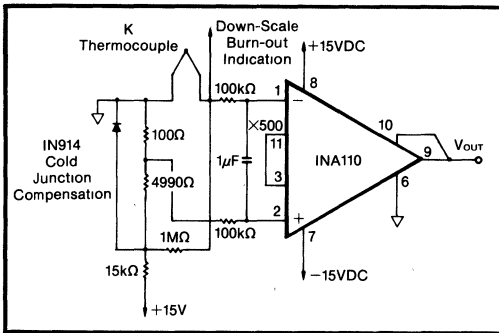 K
Thermocouple
Down-Scale
Burn-out
Indication
+15VDC
100kΩ
1
−
8
IN914
Cold
Junction
Compensation
100Ω
×500
11
10
VOUT
9
1μF
INA110
4990Ω
3
6
2
+
1MΩ
100kΩ
7
15kΩ
−15VDC
+15V